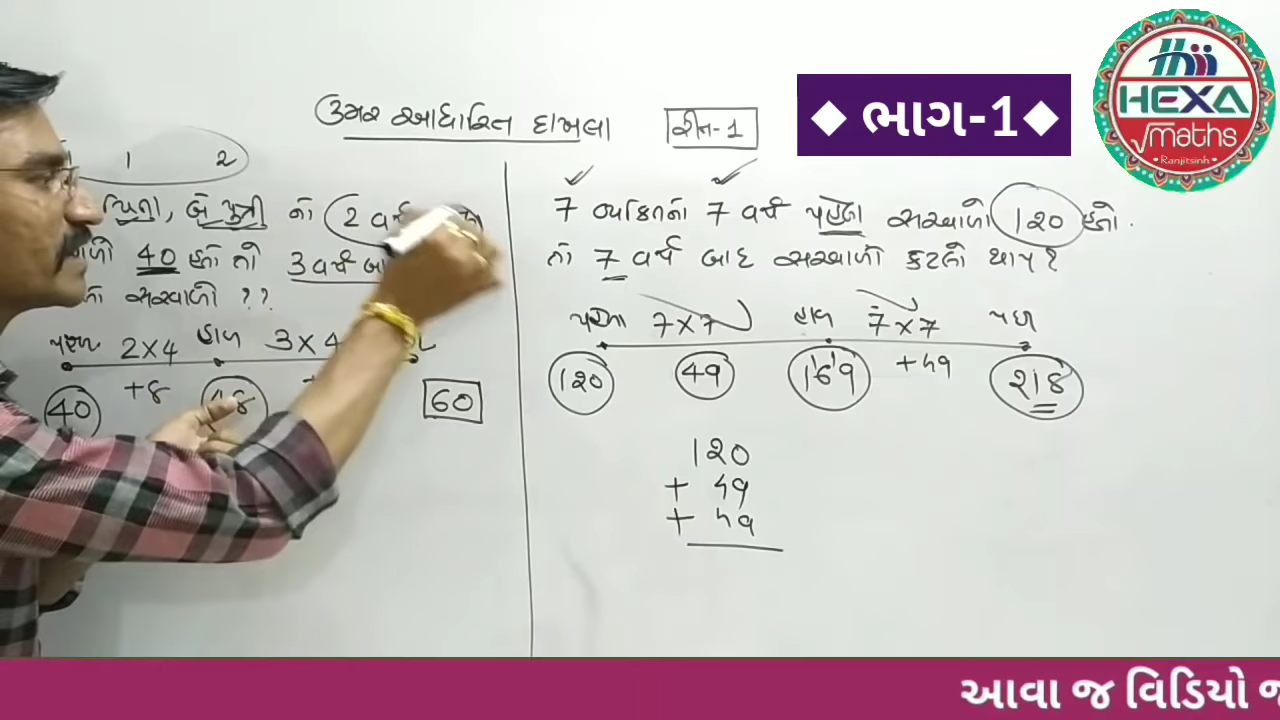 ઉંમર આધારિત દાખલા
રીત-1
◆ ભાગ-1◆
HEXA
√maths
Ranjitsinh
1 2
પિતા, બે પુત્રી નો 2 વર્ષ
40 હતો તો 3 વર્ષ બા
સરવાળો ??
પહેલા 2×4 હાલ 3×4
+8
40 48 60
7 વ્યક્તિનો 7 વર્ષ પહેલા સરવાળો 120 હતો.
તો 7 વર્ષ બાદ સરવાળો કેટલો થાય?
પહેલા 7×7 હાલ 7×7 પછી
120 49 169 +49 218
120
+ 49
+ 49
આવા જ વિડિયો જ